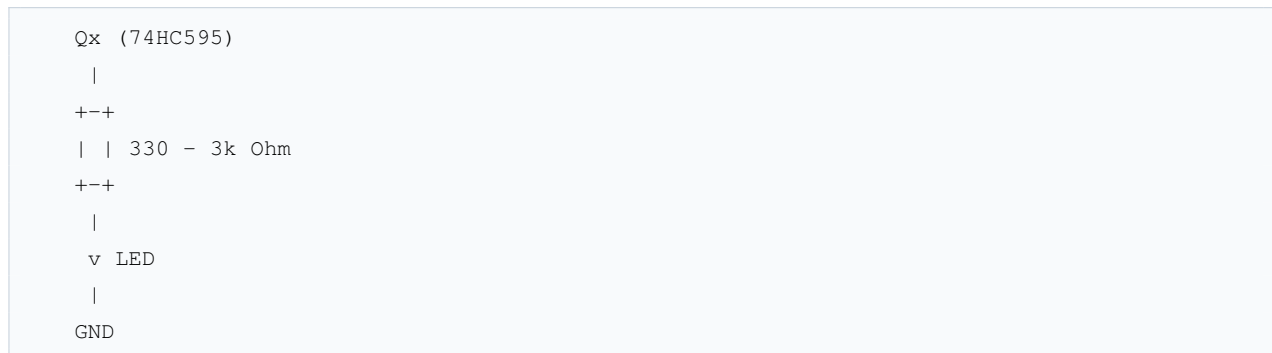 Qx (74HC595)
|
+-+
| | 330 - 3k Ohm
+-+
|
v LED
|
GND